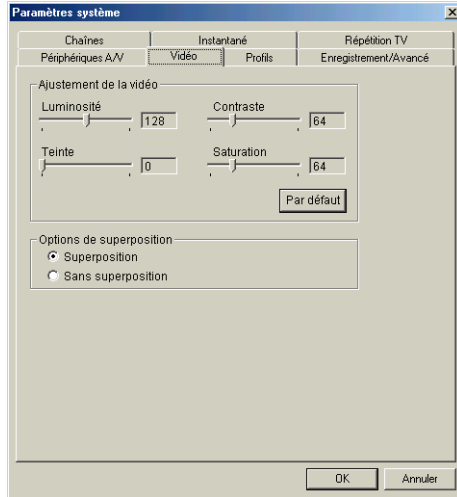 Paramètres système
Chaînes Instantané Répétition TV
Périphériques A/V Vidéo Profils Enregistrement/Avancé
Ajustement de la vidéo
Luminosité Contraste
128 64
Teinte Saturation
0 64
Par défaut
Options de superposition
Superposition
Sans superposition
OK Annuler